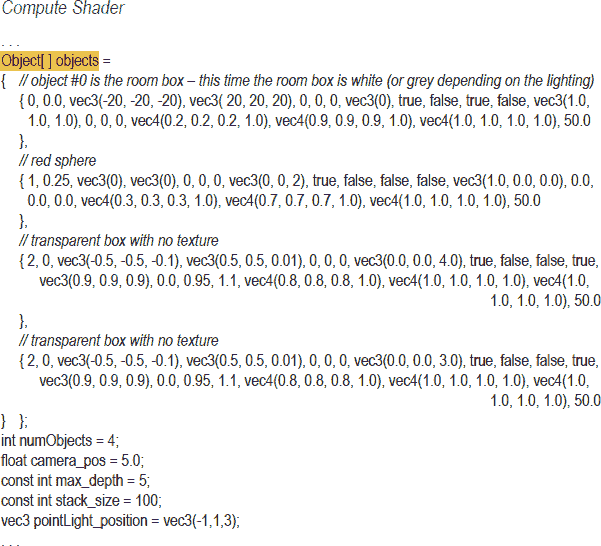 Compute Shader
. . .
Object[ ] objects =
{ // object #0 is the room box – this time the room box is white (or grey depending on the lighting)
{ 0, 0.0, vec3(-20, -20, -20), vec3( 20, 20, 20), 0, 0, 0, vec3(0), true, false, true, false, vec3(1.0,
1.0, 1.0), 0, 0, 0, vec4(0.2, 0.2, 0.2, 1.0), vec4(0.9, 0.9, 0.9, 1.0), vec4(1.0, 1.0, 1.0, 1.0), 50.0
},
// red sphere
{ 1, 0.25, vec3(0), vec3(0), 0, 0, 0, vec3(0, 0, 2), true, false, false, false, vec3(1.0, 0.0, 0.0), 0.0,
0.0, 0.0, vec4(0.3, 0.3, 0.3, 1.0), vec4(0.7, 0.7, 0.7, 1.0), vec4(1.0, 1.0, 1.0, 1.0), 50.0
},
// transparent box with no texture
{ 2, 0, vec3(-0.5, -0.5, -0.1), vec3(0.5, 0.5, 0.01), 0, 0, 0, vec3(0.0, 0.0, 4.0), true, false, false, true,
vec3(0.9, 0.9, 0.9), 0.0, 0.95, 1.1, vec4(0.8, 0.8, 0.8, 1.0), vec4(1.0, 1.0, 1.0, 1.0), vec4(1.0,
1.0, 1.0, 1.0), 50.0
},
// transparent box with no texture
{ 2, 0, vec3(-0.5, -0.5, -0.1), vec3(0.5, 0.5, 0.01), 0, 0, 0, vec3(0.0, 0.0, 3.0), true, false, false, true,
vec3(0.9, 0.9, 0.9), 0.0, 0.95, 1.1, vec4(0.8, 0.8, 0.8, 1.0), vec4(1.0, 1.0, 1.0, 1.0), vec4(1.0,
1.0, 1.0, 1.0), 50.0
} };
int numObjects = 4;
float camera_pos = 5.0;
const int max_depth = 5;
const int stack_size = 100;
vec3 pointLight_position = vec3(-1,1,3);
. . .